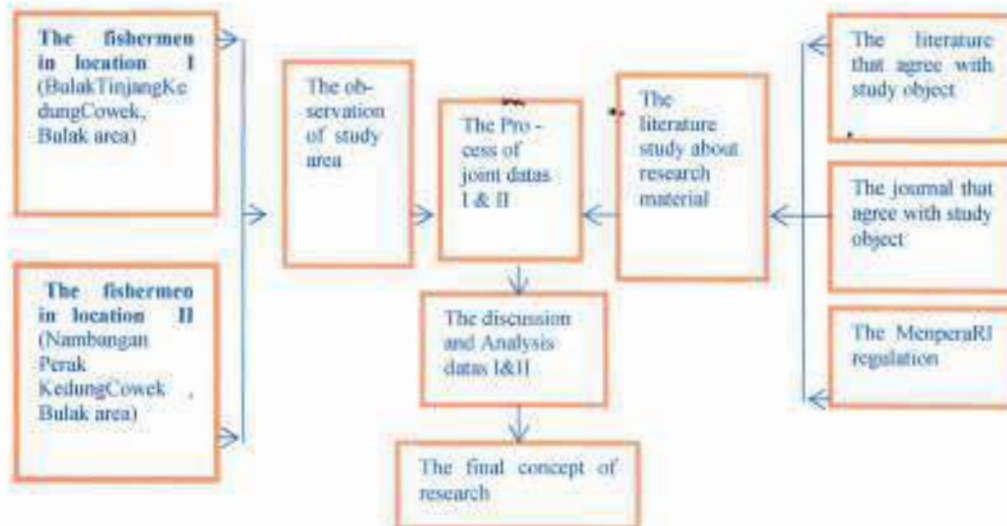 The fishermen
in location I
(BulakTinjangKe
dungCowek,
Bulak area)
The fishermen
in location II
(Nambangan
Perak
KedungCowek ,
Bulak area)
The ob-
servation
of study
area
The Pro -
cess of
joint datas
I & II
The discussion
and Analysis
datas I&II
The final concept of
research
The
literature
study about
research
material
The literature
that agree with
study object
The journal that
agree with study
object
The MenperaRI
regulation